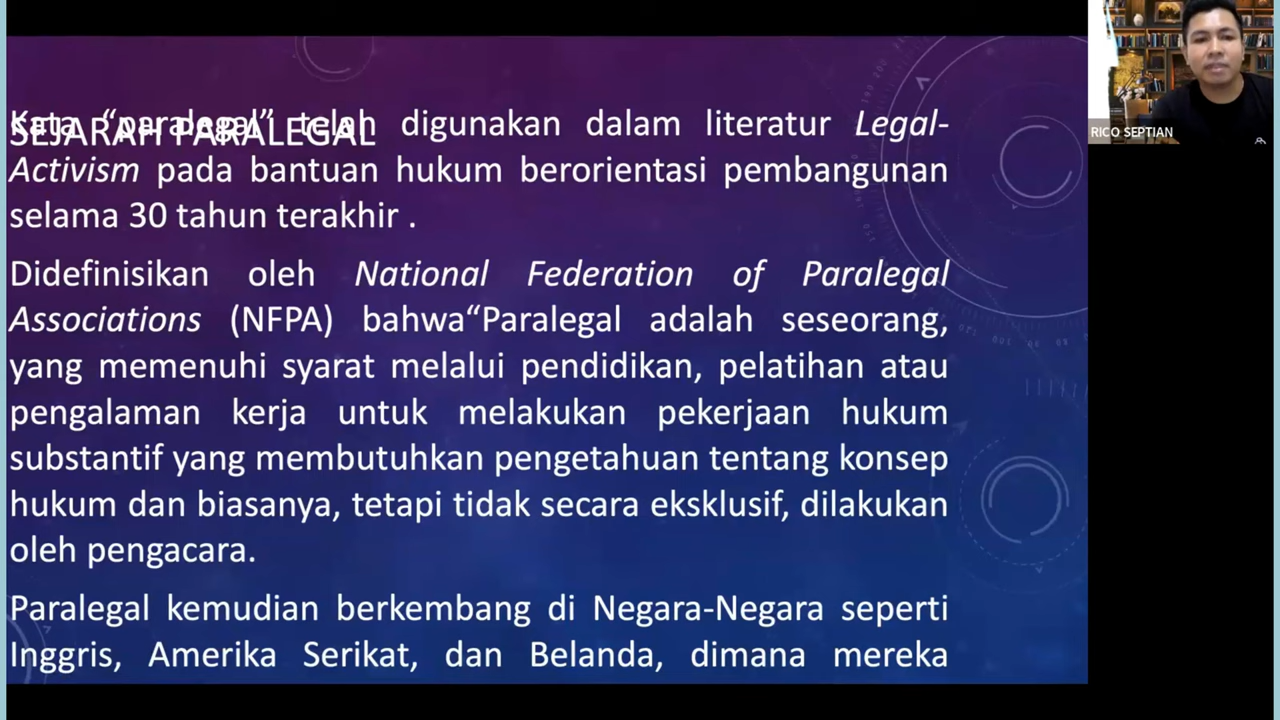 SEJARAH PARALEGAL
Kata “paralegal” telah digunakan dalam literatur Legal-
Activism pada bantuan hukum berorientasi pembangunan
selama 30 tahun terakhir .
Didefinisikan oleh National Federation of Paralegal
Associations (NFPA) bahwa“Paralegal adalah seseorang,
yang memenuhi syarat melalui pendidikan, pelatihan atau
pengalaman kerja untuk melakukan pekerjaan hukum
substantif yang membutuhkan pengetahuan tentang konsep
hukum dan biasanya, tetapi tidak secara eksklusif, dilakukan
oleh pengacara.
Paralegal kemudian berkembang di Negara-Negara seperti
Inggris, Amerika Serikat, dan Belanda, dimana mereka
RICO SEPTIAN